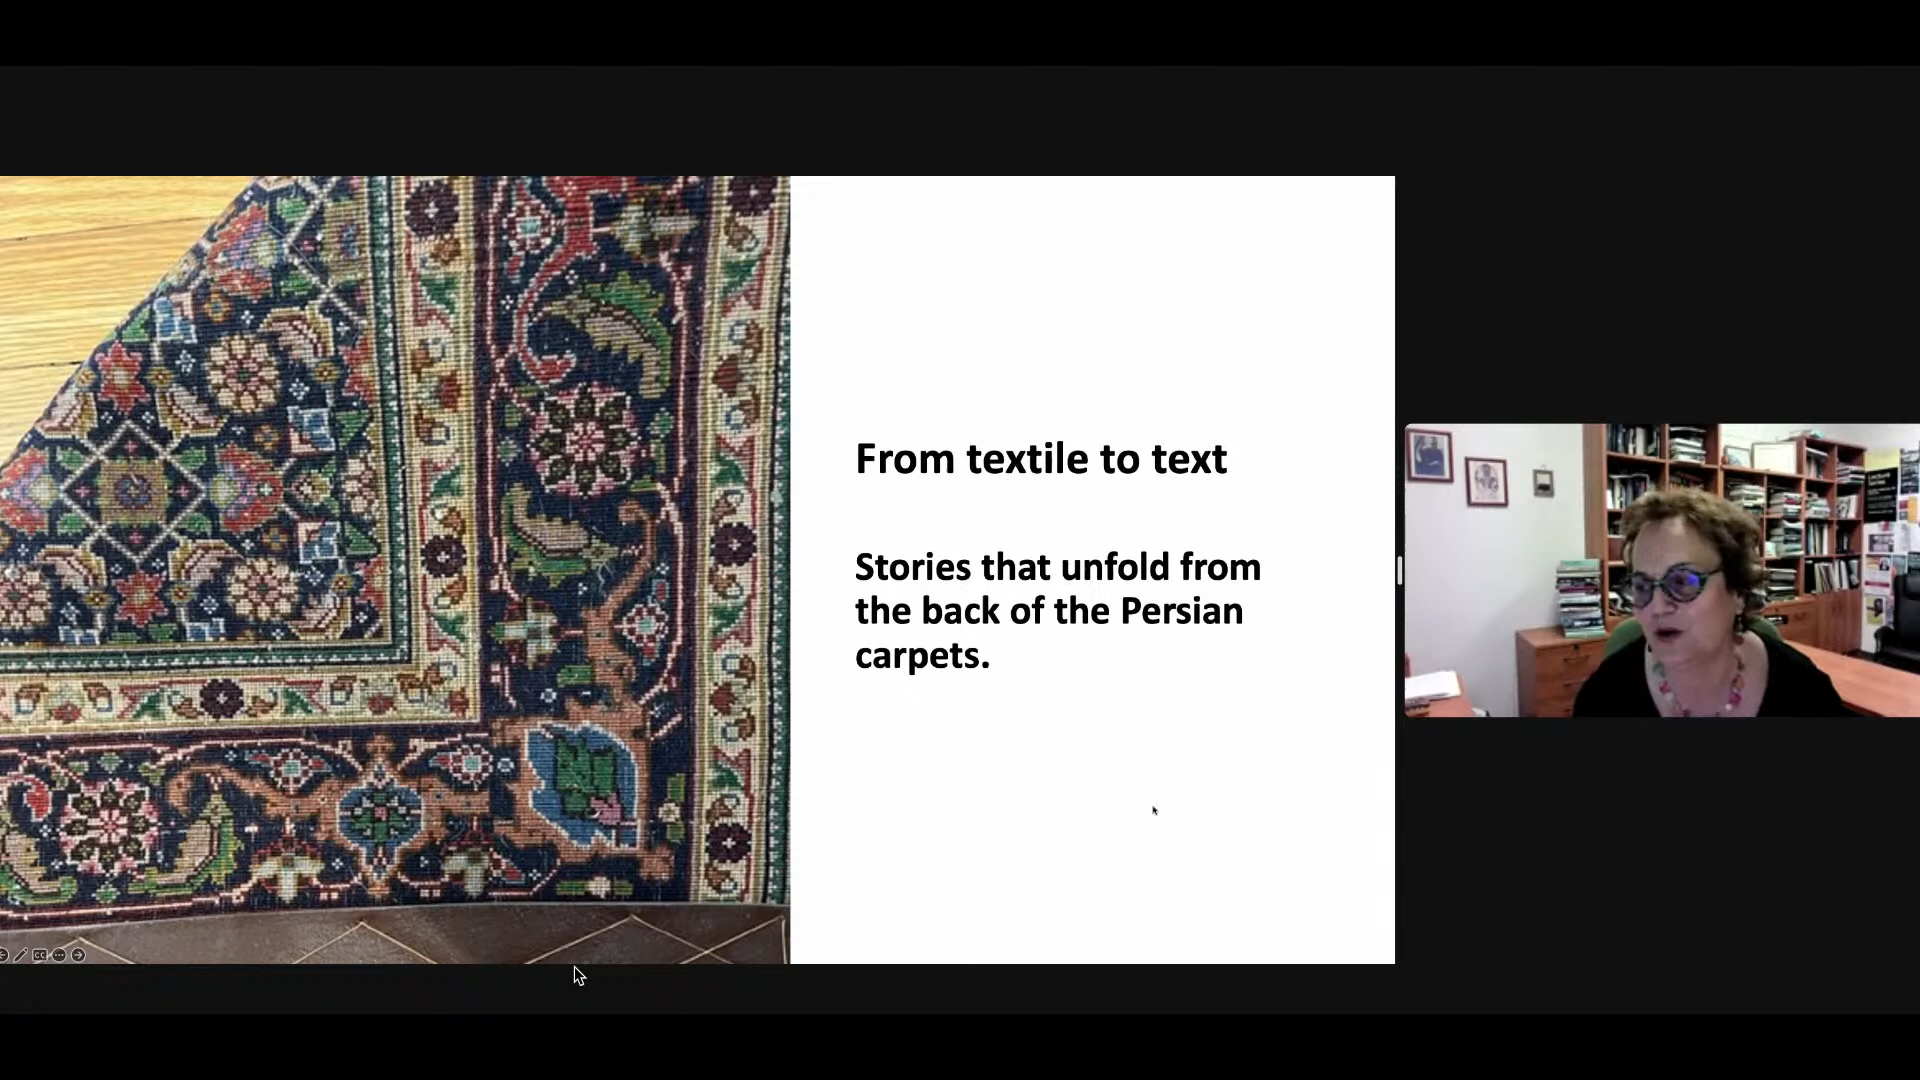 From textile to text
Stories that unfold from
the back of the Persian
carpets.